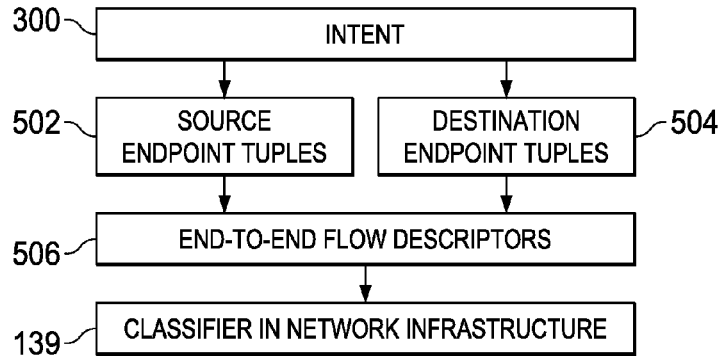 300
INTENT
502
SOURCE
ENDPOINT TUPLES
DESTINATION
ENDPOINT TUPLES
504
506
END-TO-END FLOW DESCRIPTORS
139
CLASSIFIER IN NETWORK INFRASTRUCTURE